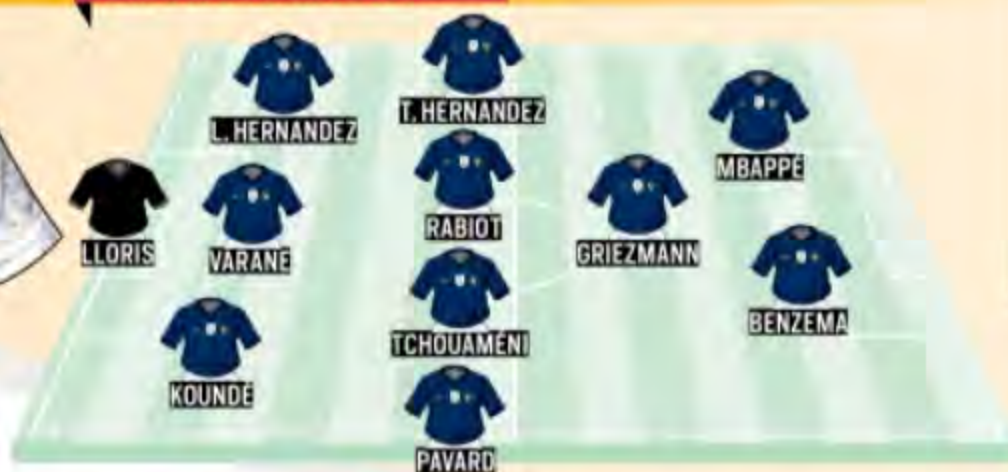 L. HERNANDEZ
T. HERNANDEZ
MBAPPÉ
LLORIS
VARANE
RABIOT
GRIEZMANN
KOUNDÉ
TCHOUAMÉNI
BENZEMA
PAVARD